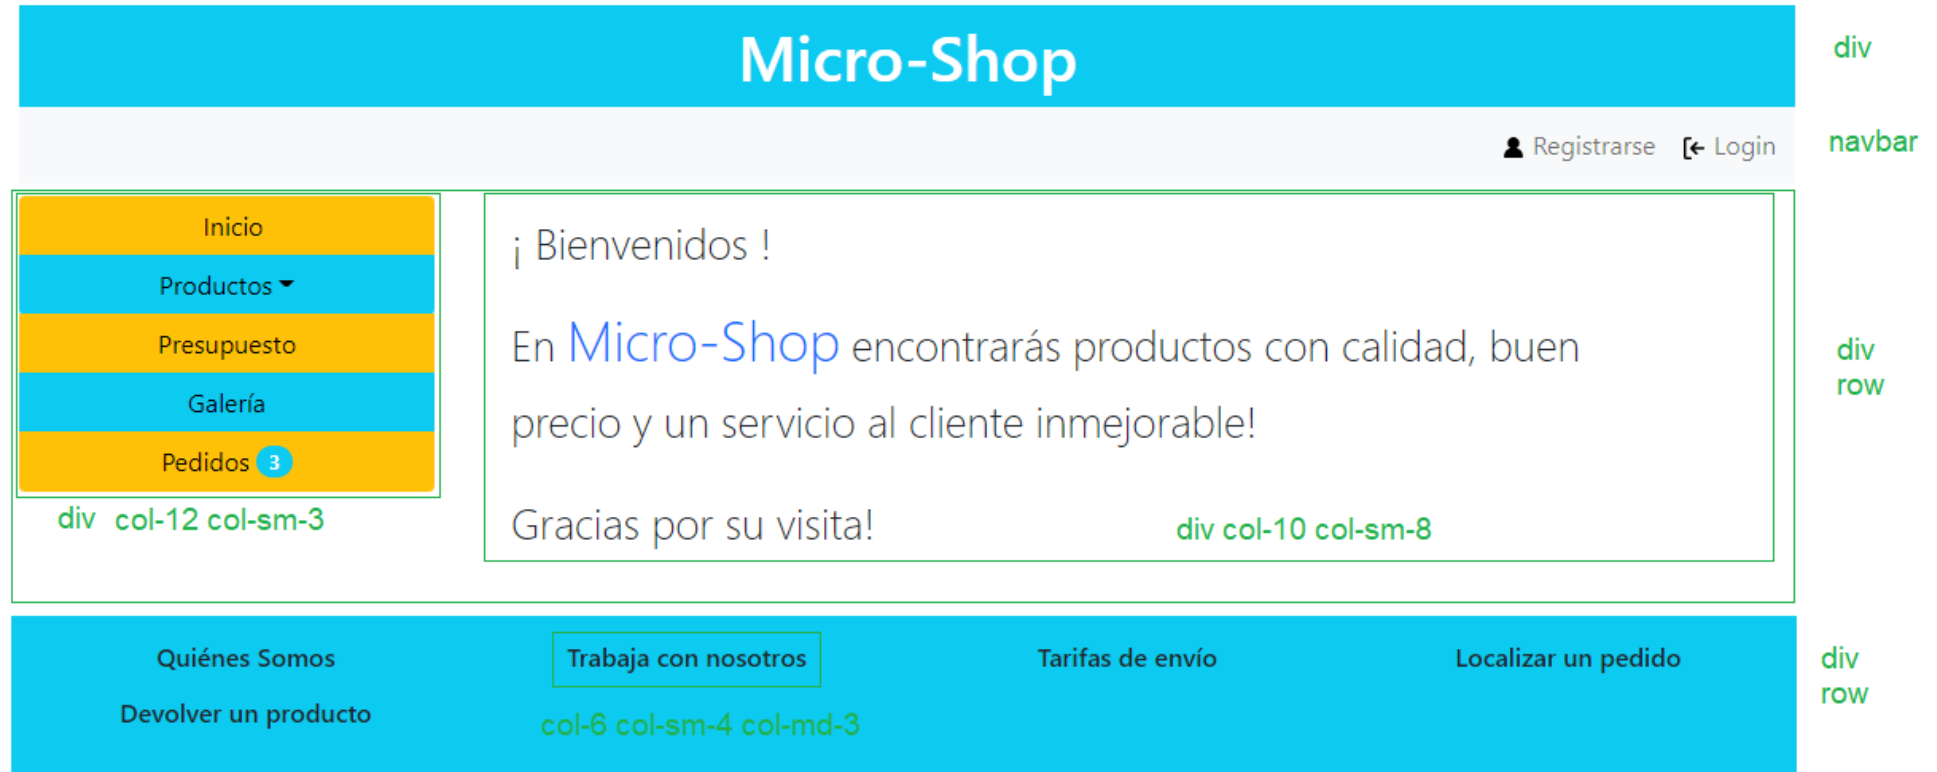 Micro-Shop
div
Registrarse Login
navbar
Inicio
Productos
Presupuesto
Galería
Pedidos 3
div col-12 col-sm-3
¡ Bienvenidos !
En Micro-Shop encontrarás productos con calidad, buen
precio y un servicio al cliente inmejorable!
Gracias por su visita!
div col-10 col-sm-8
div
row
Quiénes Somos
Trabaja con nosotros
Tarifas de envío
Localizar un pedido
Devolver un producto
col-6 col-sm-4 col-md-3
div
row